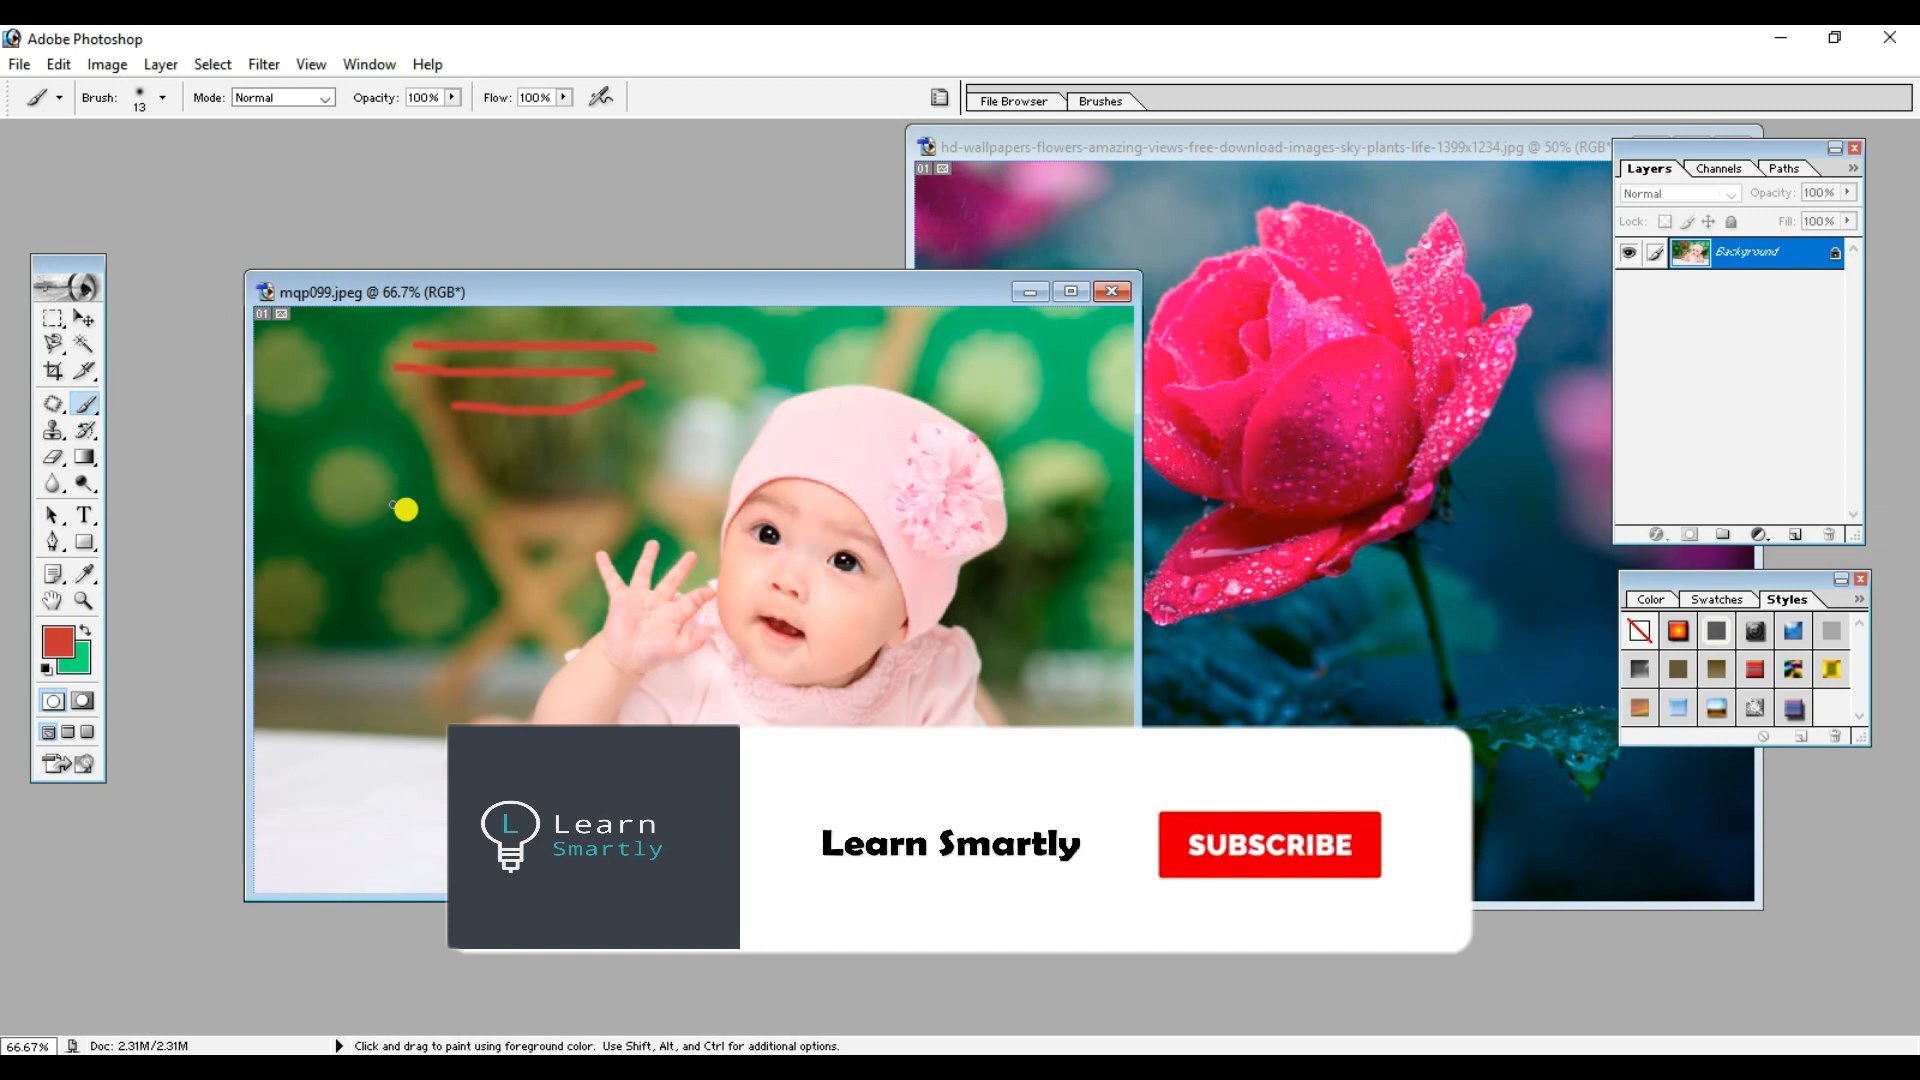 Adobe Photoshop
File Edit Image Layer Select Filter View Window Help
Brush: 13 Mode: Normal Opacity: 100% Flow: 100% File Browser Brushes
hd-wallpapers-flowers-amazing-views-free-download-images-sky-plants-life-1399x1234.jpg @ 50% (RGB*
01
Layers Channels Paths
Normal Opacity: 100%
Lock: Fill: 100%
Background
mqp099.jpeg @ 66.7% (RGB*)
01
T
Color Swatches Styles
L Learn
Smartly
Learn Smartly
SUBSCRIBE
66.67% Doc: 2.31M/2.31M Click and drag to paint using foreground color. Use Shift, Alt, and Ctrl for additional options.